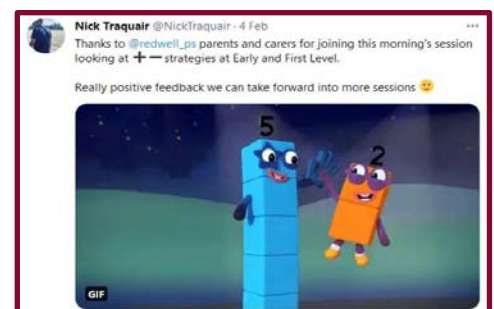 Nick Traquair @NickTraquair · 4 Feb
Thanks to @redwell_ps parents and carers for joining this morning's session
looking at ➕➖ strategies at Early and First Level.
Really positive feedback we can take forward into more sessions 🙂
5
2
GIF